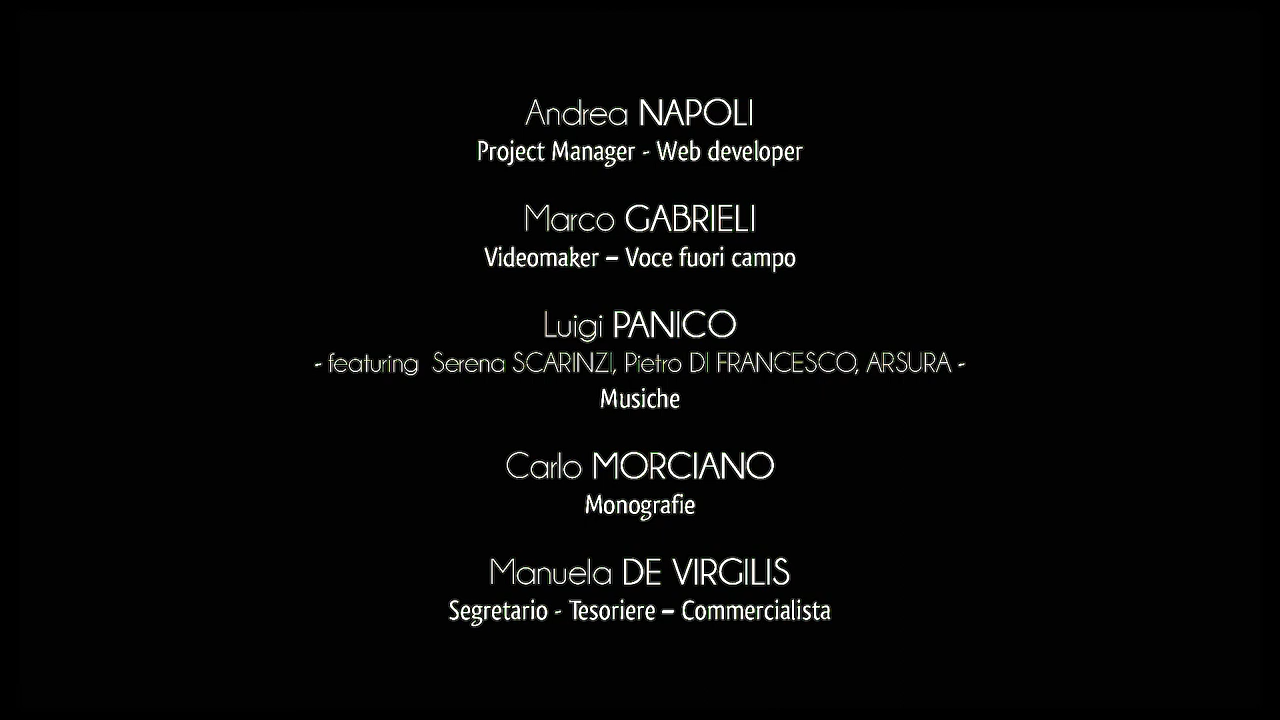 Andrea NAPOLI
Project Manager - Web developer
Marco GABRIELI
Videomaker – Voce fuori campo
Luigi PANICO
- featuring Serena SCARINZI, Pietro DI FRANCESCO, ARSURA -
Musiche
Carlo MORCIANO
Monografie
Manuela DE VIRGILIS
Segretario - Tesoriere – Commercialista